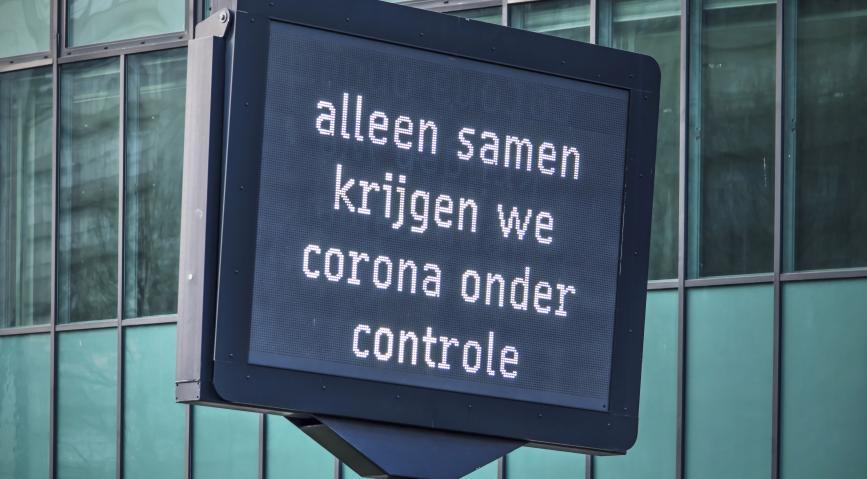 alleen samen
krijgen we
corona onder
controle